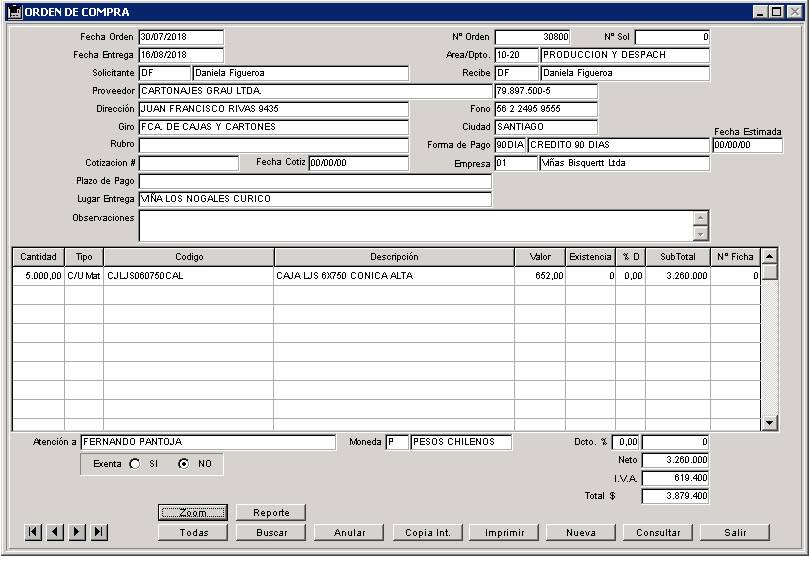 ORDEN DE COMPRA
Fecha Orden 30/07/2018 Nº Orden 30800 Nº Sol 0
Fecha Entrega 16/08/2018 Area/Dpto. 10-20 PRODUCCION Y DESPACH
Solicitante DF Daniela Figueroa Recibe DF Daniela Figueroa
Proveedor CARTONAJES GRAU LTDA. 79.897.500-5
Dirección JUAN FRANCISCO RIVAS 9435 Fono 56 2 2495 9555
Giro FCA. DE CAJAS Y CARTONES Ciudad SANTIAGO
Fecha Estimada
Rubro Forma de Pago 90DIA CREDITO 90 DIAS 00/00/00
Cotizacion # Fecha Cotiz 00/00/00 Empresa 01 Viñas Bisquertt Ltda
Plazo de Pago
Lugar Entrega VIÑA LOS NOGALES CURICO
Observaciones
Cantidad Tipo Codigo Descripción Valor Existencia % D SubTotal Nº Ficha
5.000,00 C/U Mat CJLJS060750CAL CAJA LJS 6X750 CONICA ALTA 652,00 0 0,00 3.260.000 0
Atención a FERNANDO PANTOJA Moneda P PESOS CHILENOS Dcto. % 0,00 0
Exenta SI NO Neto 3.260.000
I.V.A. 619.400
Total $ 3.879.400
Zoom Reporte
Todas Buscar Anular Copia Int. Imprimir Nueva Consultar Salir